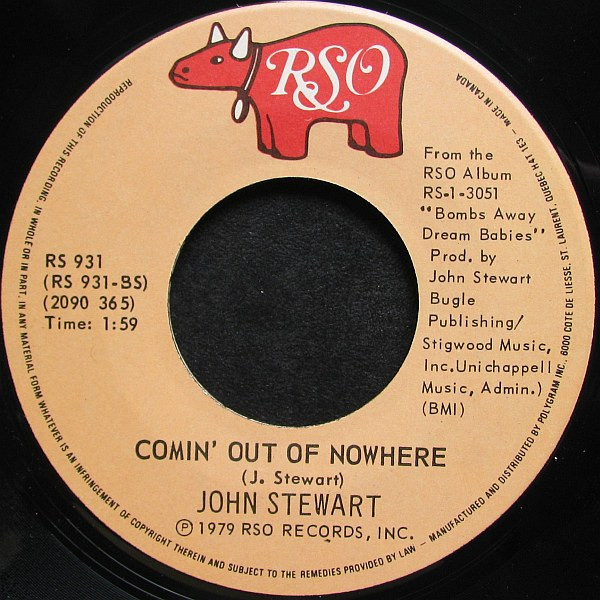 RSO
From the
RSO Album
RS-1-3051
"Bombs Away
Dream Babies"
Prod. by
John Stewart
Bugle
Publishing/
Stigwood Music,
Inc.Unichappell
Music, Admin.)
(BMI)
RS 931
(RS 931-BS)
(2090 365)
Time: 1:59
COMIN' OUT OF NOWHERE
(J. Stewart)
JOHN STEWART
Ⓟ 1979 RSO RECORDS, INC.
REPRODUCTION OF THIS RECORDING, IN WHOLE OR IN PART, IN ANY MATERIAL FORM WHATEVER IS AN INFRINGEMENT OF COPYRIGHT THEREIN AND SUBJECT TO THE REMEDIES PROVIDED BY LAW – MANUFACTURED AND DISTRIBUTED BY POLYGRAM INC., 6000 COTE DE LIESSE, ST. LAURENT, QUEBEC H4T 1E3 – MADE IN CANADA